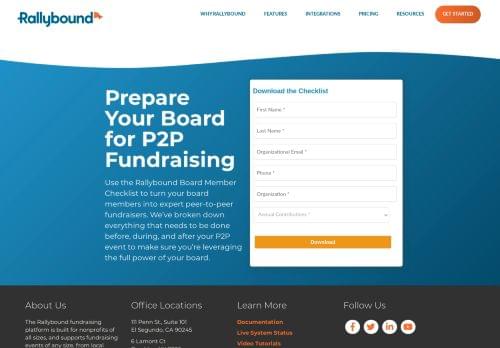 Rallybound
WHY RALLYBOUND FEATURES INTEGRATIONS PRICING RESOURCES GET STARTED
Prepare
Your Board
for P2P
Fundraising
Use the Rallybound Board Member
Checklist to turn your board
members into expert peer-to-peer
fundraisers. We've broken down
everything that needs to be done
before, during, and after your P2P
event to make sure you're leveraging
the full power of your board.
Download the Checklist
First Name *
Last Name *
Organizational Email *
Phone *
Organization *
Annual Contributions *
Download
About Us
The Rallybound fundraising
platform is built for nonprofits of
all sizes, and supports fundraising
events of any size, from local
Office Locations
111 Penn St., Suite 101
El Segundo, CA 90245
6 Lamont Ct
Learn More
Documentation
Live System Status
Video Tutorials
Follow Us